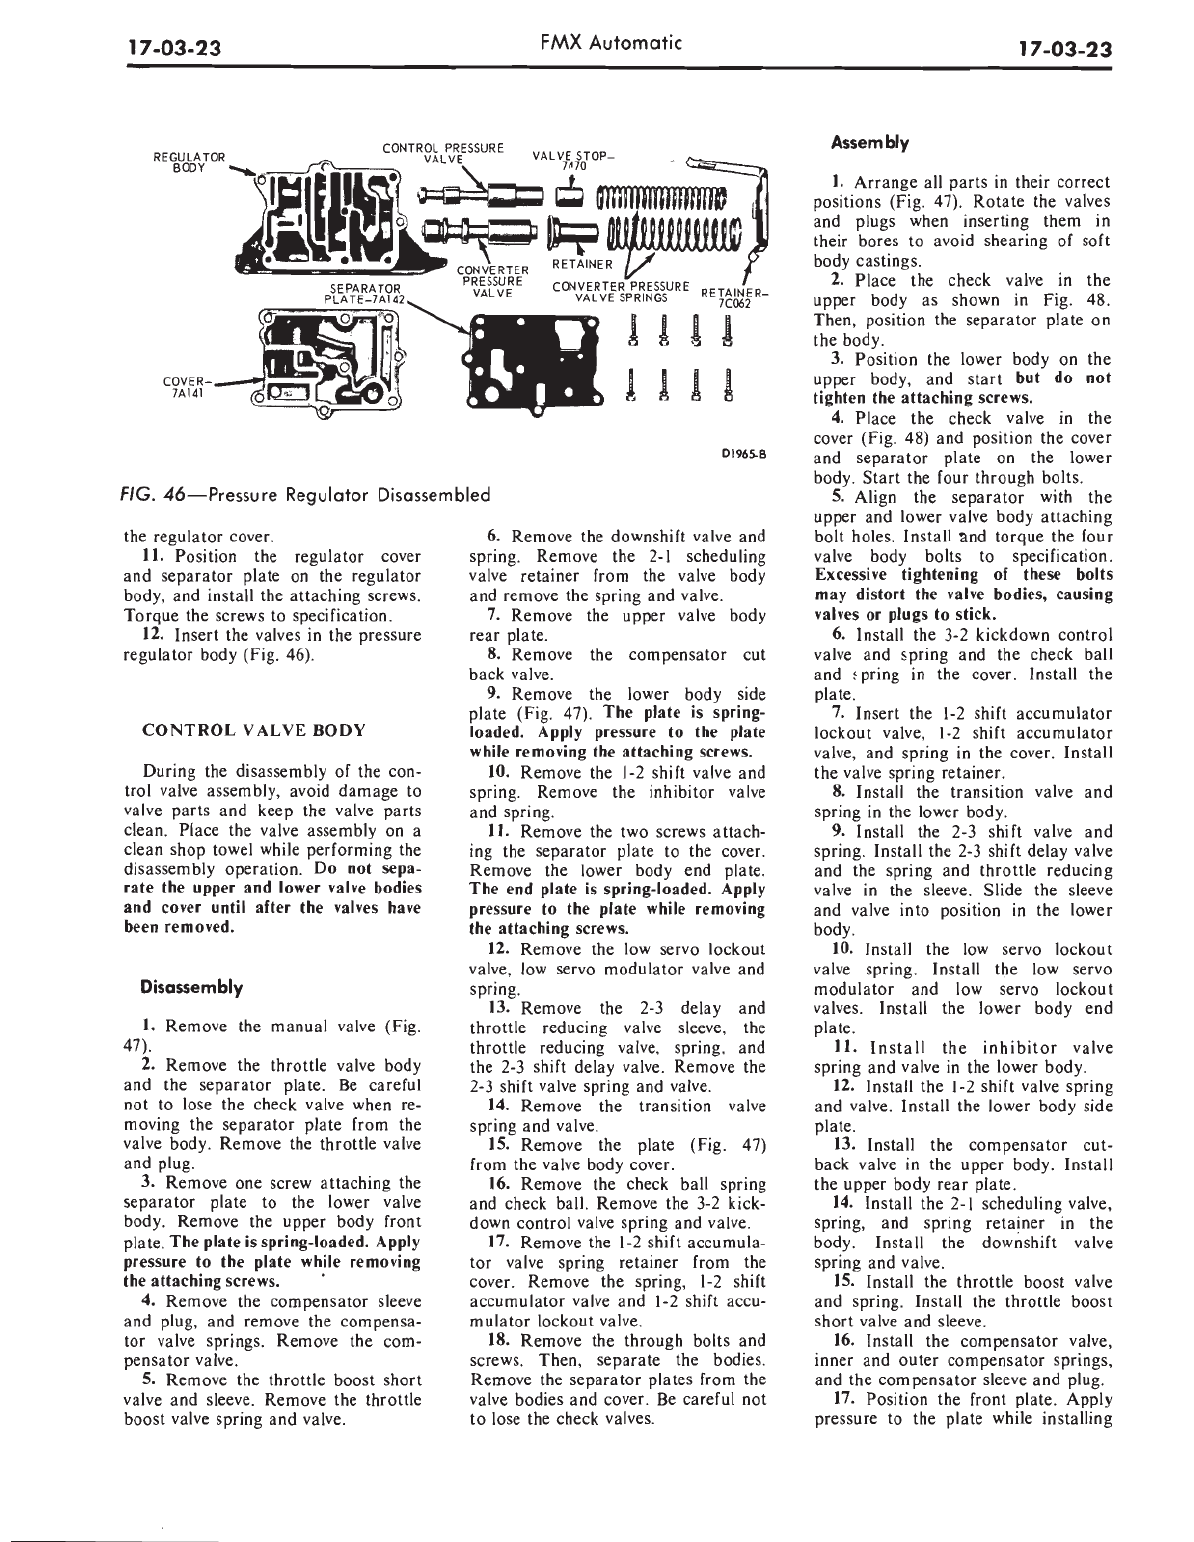 17-03-23
FMX Automatic
17-03-23
REGULATOR
BODY
CONTROL PRESSURE
VALVE
VALVE STOP–
CONVERTER
PRESSURE
VALVE
RETAINER
CONVERTER PRESSURE
VALVE SPRINGS
RETAINER–
7C062
SEPARATOR
PLATE–7A142
COVER–
7A141
D1965-B
FIG. 46—Pressure Regulator Disassembled
the regulator cover.
11. Position the regulator cover
and separator plate on the regulator
body, and install the attaching screws.
Torque the screws to specification.
12. Insert the valves in the pressure
regulator body (Fig. 46).
CONTROL VALVE BODY
During the disassembly of the con-
trol valve assembly, avoid damage to
valve parts and keep the valve parts
clean. Place the valve assembly on a
clean shop towel while performing the
disassembly operation. Do not sepa-
rate the upper and lower valve bodies
and cover until after the valves have
been removed.
Disassembly
1. Remove the manual valve (Fig.
47).
2. Remove the throttle valve body
and the separator plate. Be careful
not to lose the check valve when re-
moving the separator plate from the
valve body. Remove the throttle valve
and plug.
3. Remove one screw attaching the
separator plate to the lower valve
body. Remove the upper body front
plate. The plate is spring-loaded. Apply
pressure to the plate while removing
the attaching screws.
4. Remove the compensator sleeve
and plug, and remove the compensa-
tor valve springs. Remove the com-
pensator valve.
5. Remove the throttle boost short
valve and sleeve. Remove the throttle
boost valve spring and valve.
6. Remove the downshift valve and
spring. Remove the 2-1 scheduling
valve retainer from the valve body
and remove the spring and valve.
7. Remove the upper valve body
rear plate.
8. Remove the compensator cut
back valve.
9. Remove the lower body side
plate (Fig. 47). The plate is spring-
loaded. Apply pressure to the plate
while removing the attaching screws.
10. Remove the 1-2 shift valve and
spring. Remove the inhibitor valve
and spring.
11. Remove the two screws attach-
ing the separator plate to the cover.
Remove the lower body end plate.
The end plate is spring-loaded. Apply
pressure to the plate while removing
the attaching screws.
12. Remove the low servo lockout
valve, low servo modulator valve and
spring.
13. Remove the 2-3 delay and
throttle reducing valve sleeve, the
throttle reducing valve, spring, and
the 2-3 shift delay valve. Remove the
2-3 shift valve spring and valve.
14. Remove the transition valve
spring and valve.
15. Remove the plate (Fig. 47)
from the valve body cover.
16. Remove the check ball spring
and check ball. Remove the 3-2 kick-
down control valve spring and valve.
17. Remove the 1-2 shift accumula-
tor valve spring retainer from the
cover. Remove the spring, 1-2 shift
accumulator valve and 1-2 shift accu-
mulator lockout valve.
18. Remove the through bolts and
screws. Then, separate the bodies.
Remove the separator plates from the
valve bodies and cover. Be careful not
to lose the check valves.
Assembly
1. Arrange all parts in their correct
positions (Fig. 47). Rotate the valves
and plugs when inserting them in
their bores to avoid shearing of soft
body castings.
2. Place the check valve in the
upper body as shown in Fig. 48.
Then, position the separator plate on
the body.
3. Position the lower body on the
upper body, and start but do not
tighten the attaching screws.
4. Place the check valve in the
cover (Fig. 48) and position the cover
and separator plate on the lower
body. Start the four through bolts.
5. Align the separator with the
upper and lower valve body attaching
bolt holes. Install and torque the four
valve body bolts to specification.
Excessive tightening of these bolts
may distort the valve bodies, causing
valves or plugs to stick.
6. Install the 3-2 kickdown control
valve and spring and the check ball
and spring in the cover. Install the
plate.
7. Insert the 1-2 shift accumulator
lockout valve, 1-2 shift accumulator
valve, and spring in the cover. Install
the valve spring retainer.
8. Install the transition valve and
spring in the lower body.
9. Install the 2-3 shift valve and
spring. Install the 2-3 shift delay valve
and the spring and throttle reducing
valve in the sleeve. Slide the sleeve
and valve into position in the lower
body.
10. Install the low servo lockout
valve spring. Install the low servo
modulator and low servo lockout
valves. Install the lower body end
plate.
11. Install the inhibitor valve
spring and valve in the lower body.
12. Install the 1-2 shift valve spring
and valve. Install the lower body side
plate.
13. Install the compensator cut-
back valve in the upper body. Install
the upper body rear plate.
14. Install the 2-1 scheduling valve,
spring, and spring retainer in the
body. Install the downshift valve
spring and valve.
15. Install the throttle boost valve
and spring. Install the throttle boost
short valve and sleeve.
16. Install the compensator valve,
inner and outer compensator springs,
and the compensator sleeve and plug.
17. Position the front plate. Apply
pressure to the plate while installing